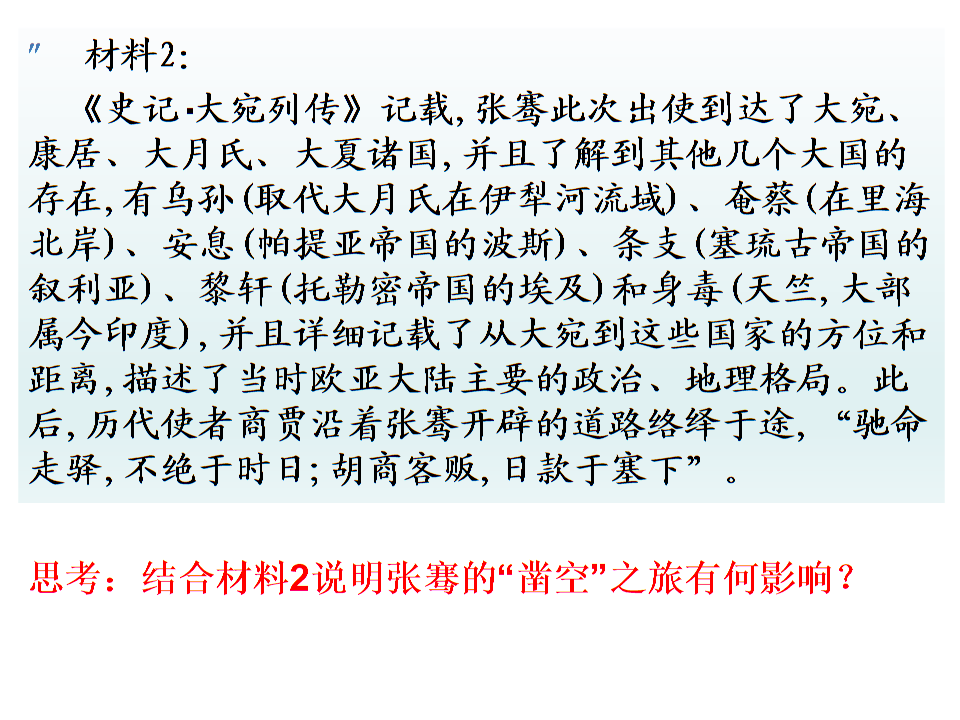 〃 材料2:
《史记·大宛列传》记载,张骞此次出使到达了大宛、
康居、大月氏、大夏诸国,并且了解到其他几个大国的
存在,有乌孙(取代大月氏在伊犁河流域)、奄蔡(在里海
北岸)、安息(帕提亚帝国的波斯)、条支(塞琉古帝国的
叙利亚)、黎轩(托勒密帝国的埃及)和身毒(天竺,大部
属今印度),并且详细记载了从大宛到这些国家的方位和
距离,描述了当时欧亚大陆主要的政治、地理格局。此
后,历代使者商贾沿着张骞开辟的道路络绎于途,“驰命
走驿,不绝于时日;胡商客贩,日款于塞下”。
思考：结合材料2说明张骞的“凿空”之旅有何影响？